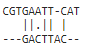 CGTGAATT-CAT
||.|| |
---GACTTAC--